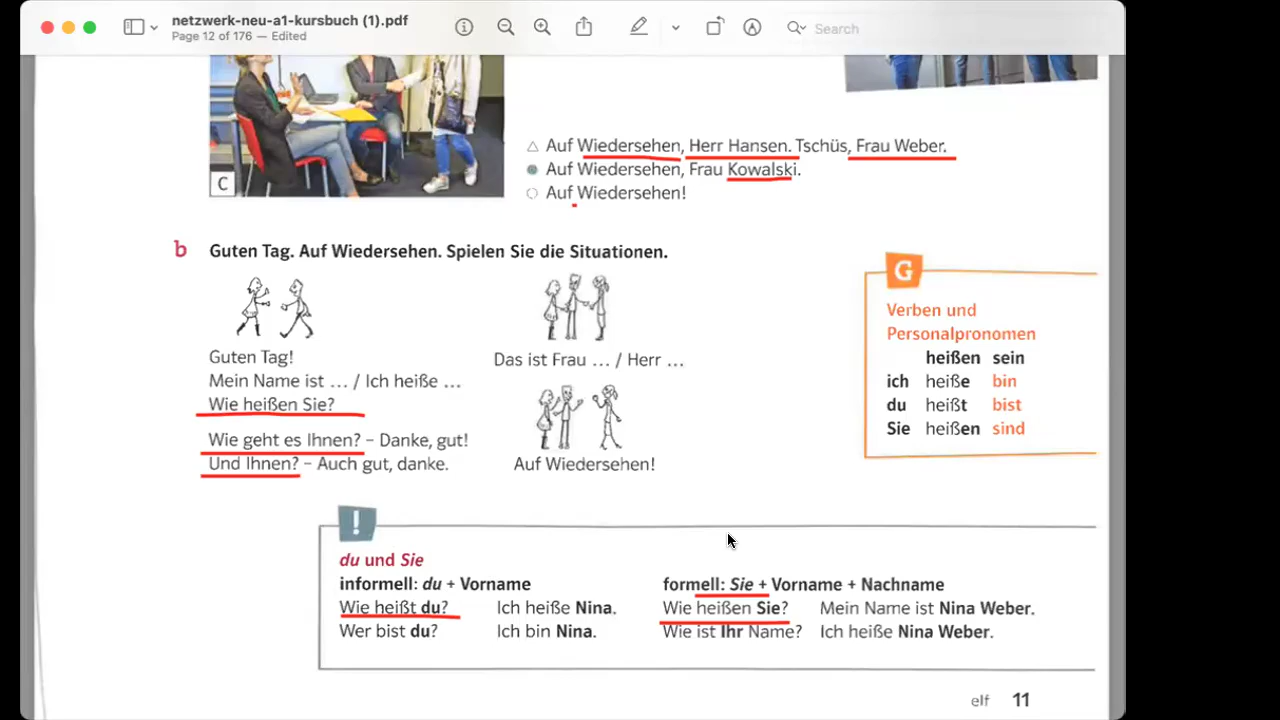 netzwerk-neu-a1-kursbuch (1).pdf
Page 12 of 176 — Edited
Search
Auf Wiedersehen, Herr Hansen. Tschüs, Frau Weber.
Auf Wiedersehen, Frau Kowalski.
Auf Wiedersehen!
C
b Guten Tag. Auf Wiedersehen. Spielen Sie die Situationen.
Guten Tag!
Mein Name ist ... / Ich heiße ...
Wie heißen Sie?
Wie geht es Ihnen? – Danke, gut!
Und Ihnen? – Auch gut, danke.
Das ist Frau ... / Herr ...
Auf Wiedersehen!
G
Verben und
Personalpronomen
heißen sein
ich heiße bin
du heißt bist
Sie heißen sind
!
du und Sie
informell: du + Vorname
Wie heißt du? Ich heiße Nina.
Wer bist du? Ich bin Nina.
formell: Sie + Vorname + Nachname
Wie heißen Sie? Mein Name ist Nina Weber.
Wie ist Ihr Name? Ich heiße Nina Weber.
elf 11